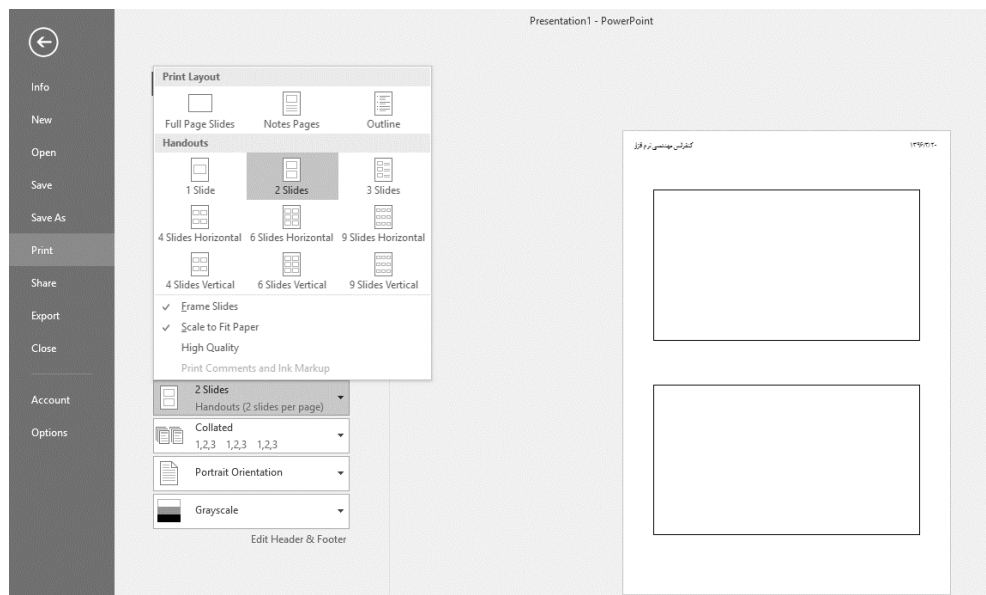 Presentation1 - PowerPoint
Info
New
Open
Save
Save As
Print
Share
Export
Close
Account
Options
Print Layout
Full Page Slides Notes Pages Outline
Handouts
1 Slide 2 Slides 3 Slides
4 Slides Horizontal 6 Slides Horizontal 9 Slides Horizontal
4 Slides Vertical 6 Slides Vertical 9 Slides Vertical
Frame Slides
Scale to Fit Paper
High Quality
Print Comments and Ink Markup
2 Slides
Handouts (2 slides per page)
Collated
1,2,3 1,2,3 1,2,3
Portrait Orientation
Grayscale
Edit Header & Footer
کنفرانس مهندسی نرم افزار